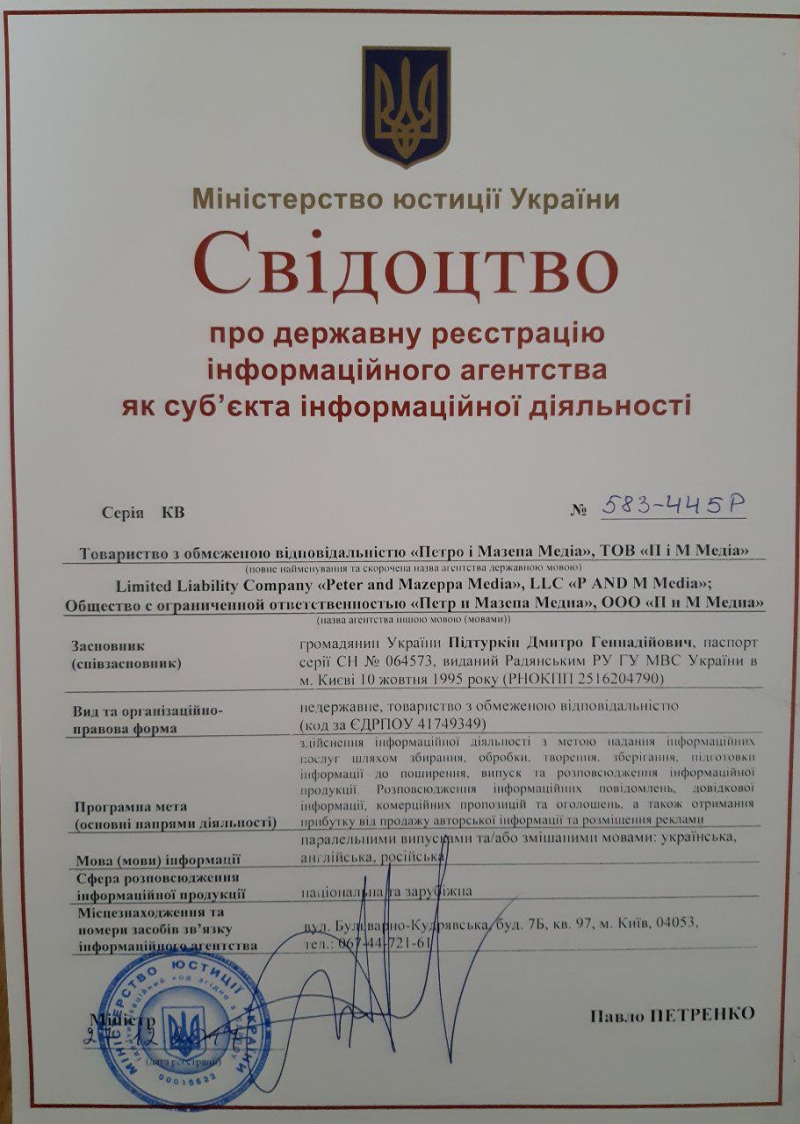 Міністерство юстиції України
Свідоцтво
про державну реєстрацію
інформаційного агентства
як суб’єкта інформаційної діяльності
Серія КВ № 583-445Р
Товариство з обмеженою відповідальністю «Петро і Мазепа Медіа», ТОВ «П і М Медіа»
(повне найменування та скорочена назва агентства державною мовою)
Limited Liability Company «Peter and Mazeppa Media», LLC «P AND M Media»;
Общество с ограниченной ответственностью «Петр и Мазепа Медиа», ООО «П и М Медиа»
(назва агентства іншою мовою (мовами))
Засновник
(співзасновник)
громадянин України Підтуркін Дмитро Геннадійович, паспорт
серії СН № 064573, виданий Радянським РУ ГУ МВС України в
м. Києві 10 жовтня 1995 року (РНОКПП 2516204790)
Вид та організаційно-
правова форма
недержавне, товариство з обмеженою відповідальністю
(код за ЄДРПОУ 41749349)
Програмна мета
(основні напрями діяльності)
здійснення інформаційної діяльності з метою надання інформаційних
послуг шляхом збирання, обробки, творення, зберігання, підготовки
інформації до поширення, випуск та розповсюдження інформаційної
продукції. Розповсюдження інформаційних повідомлень, довідкової
інформації, комерційних пропозицій та оголошень, а також отримання
прибутку від продажу авторської інформації та розміщення реклами
Мова (мови) інформації
паралельними випусками та/або змішаними мовами: українська,
англійська, російська
Сфера розповсюдження
інформаційної продукції
національна та зарубіжна
Місцезнаходження та
номери засобів зв’язку
інформаційного агентства
вул. Бульварно-Кудрявська, буд. 7Б, кв. 97, м. Київ, 04053,
тел.: 067-44-721-61
Міністр
Павло ПЕТРЕНКО
(дата реєстрації)
МІНІСТЕРСТВО ЮСТИЦІЇ УКРАЇНИ
00015622